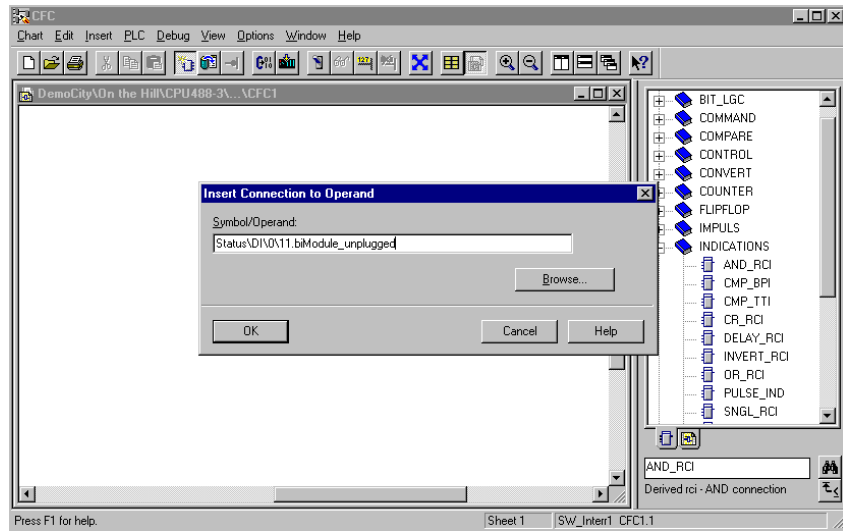 CFC
Chart Edit Insert PLC Debug View Options Window Help
DemoCity\On the Hill\CPU488-3\...\CFC1
BIT_LGC
COMMAND
COMPARE
CONTROL
CONVERT
COUNTER
FLIPFLOP
IMPULS
INDICATIONS
AND_RCI
CMP_BPI
CMP_TTI
CR_RCI
DELAY_RCI
INVERT_RCI
OR_RCI
PULSE_IND
SNGL_RCI
Insert Connection to Operand
Symbol/Operand:
Status\DI\0\11.biModule_unplugged
Browse...
OK Cancel Help
AND_RCI
Derived rci - AND connection
Press F1 for help. Sheet 1 SW_Interr1 CFC1.1